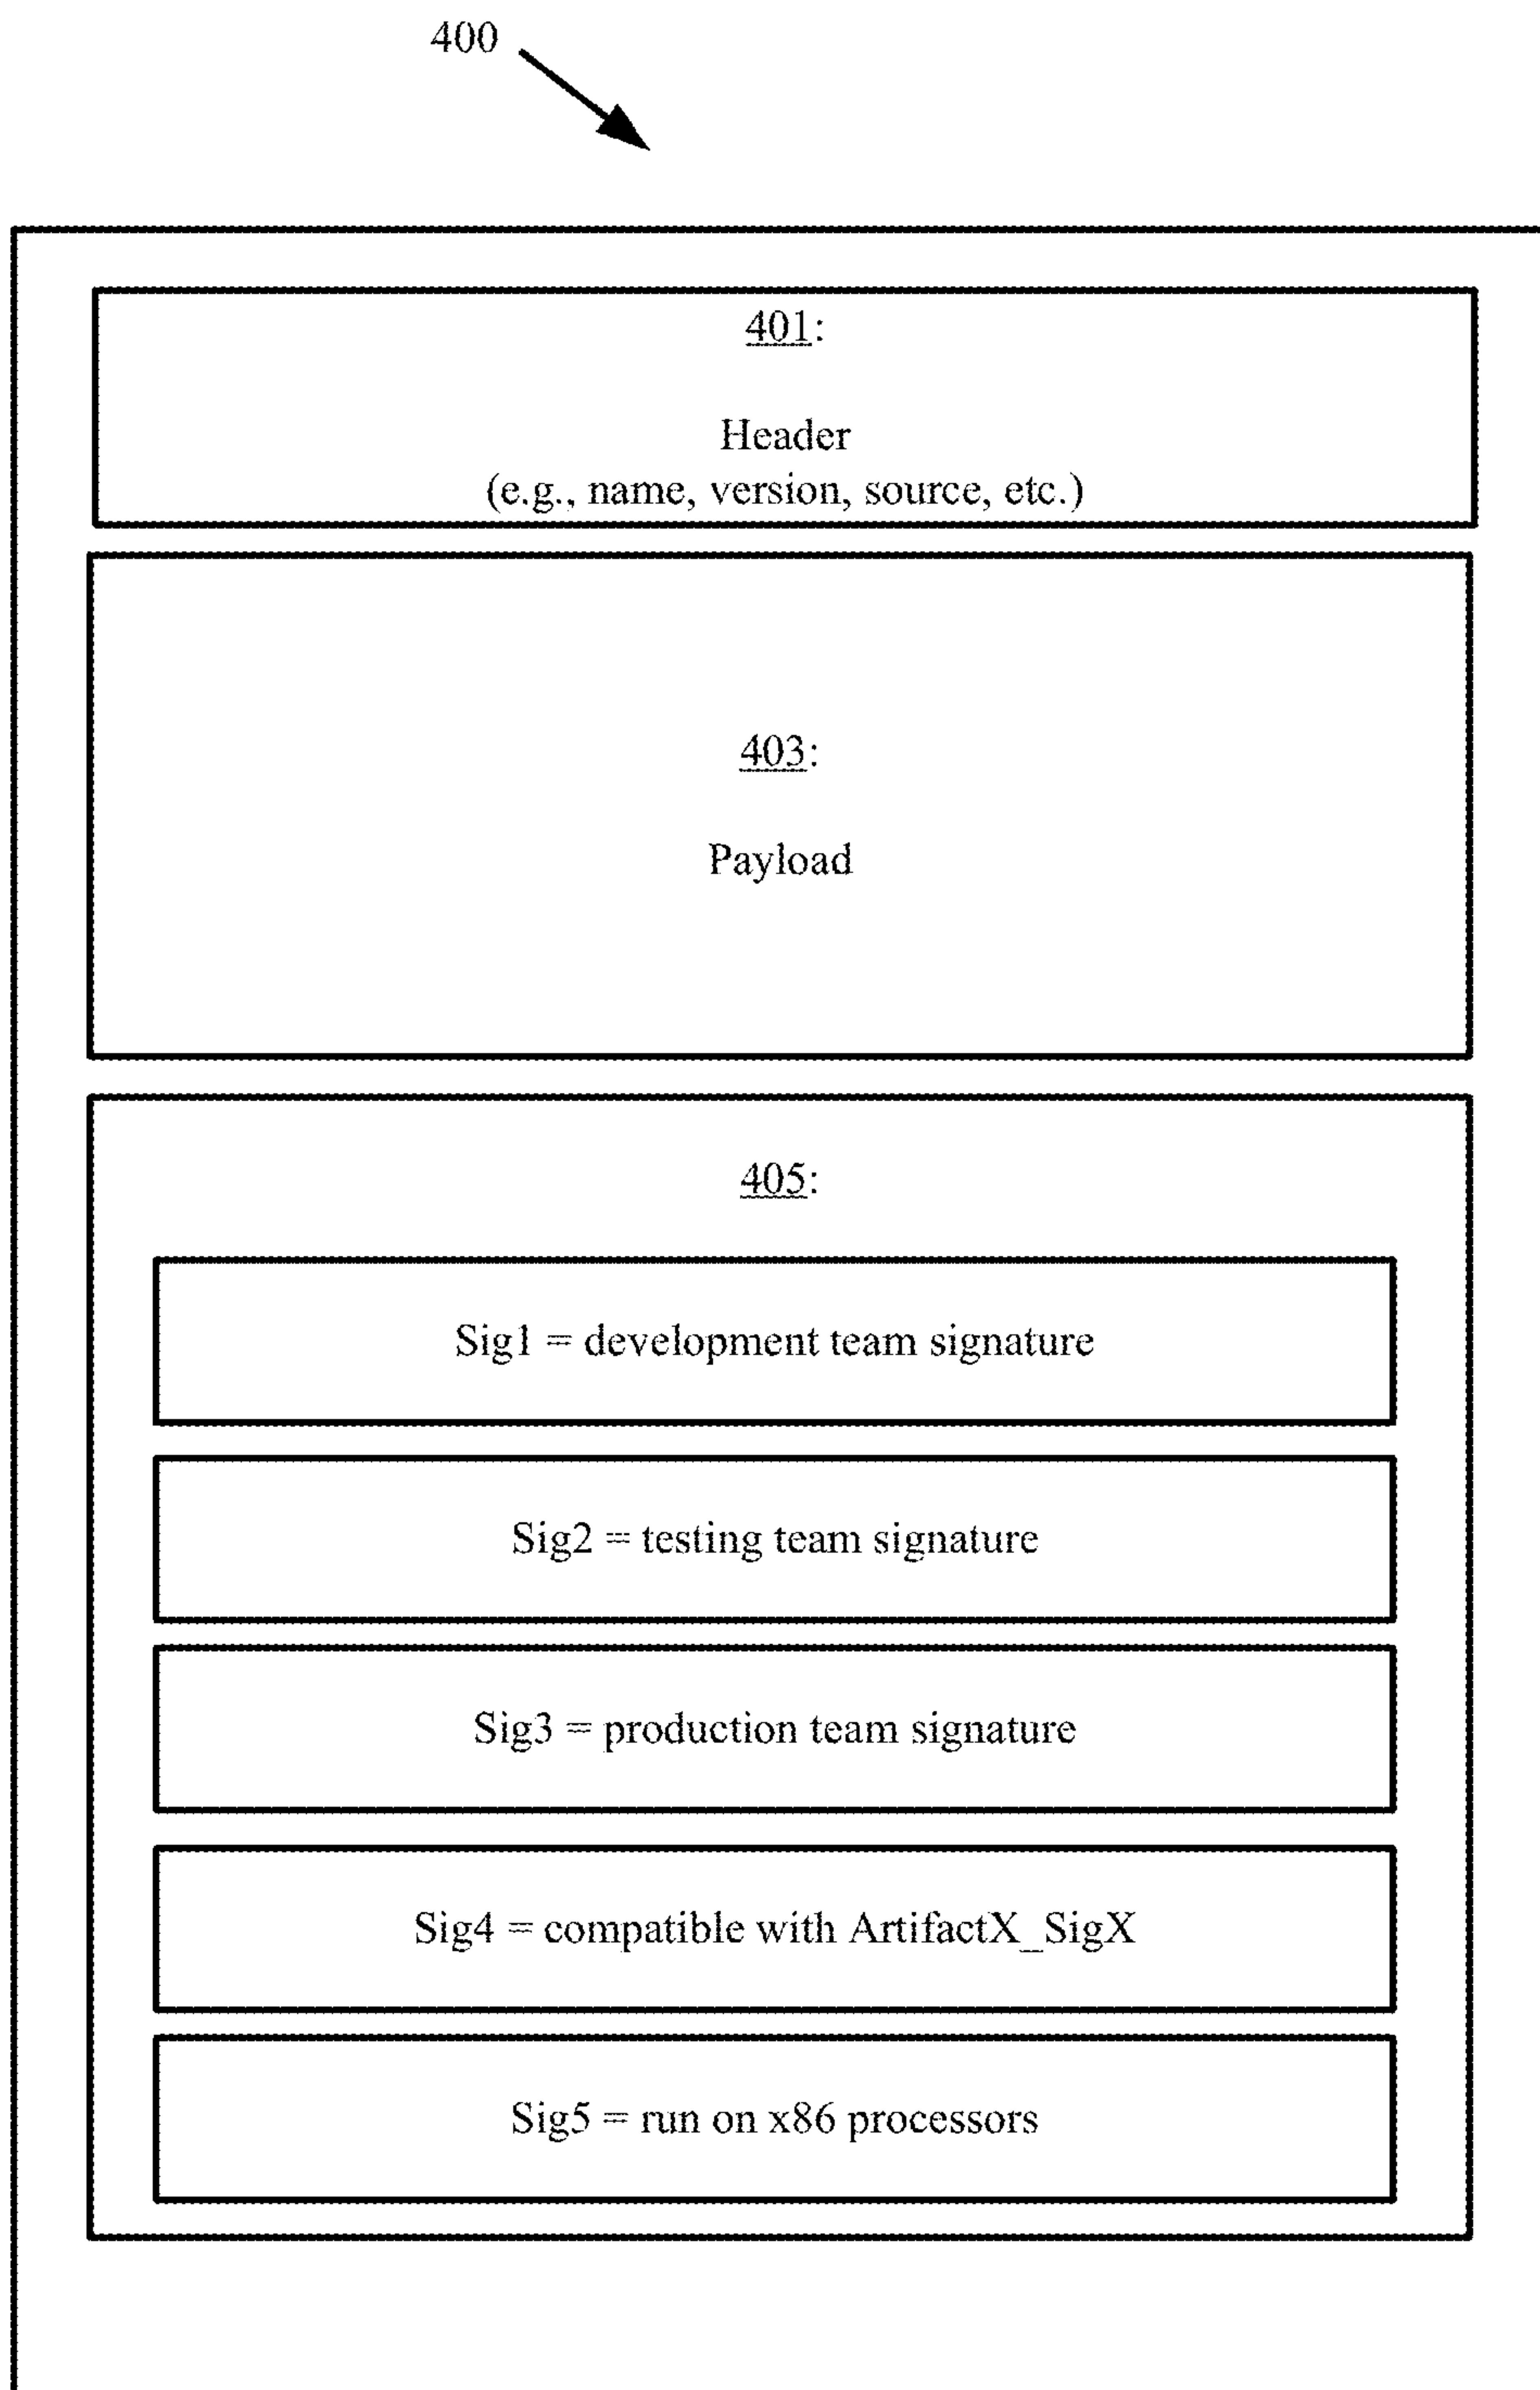 400
401:
Header
(e.g., name, version, source, etc.)
403:
Payload
405:
Sig1 = development team signature
Sig2 = testing team signature
Sig3 = production team signature
Sig4 = compatible with ArtifactX_SigX
Sig5 = run on x86 processors